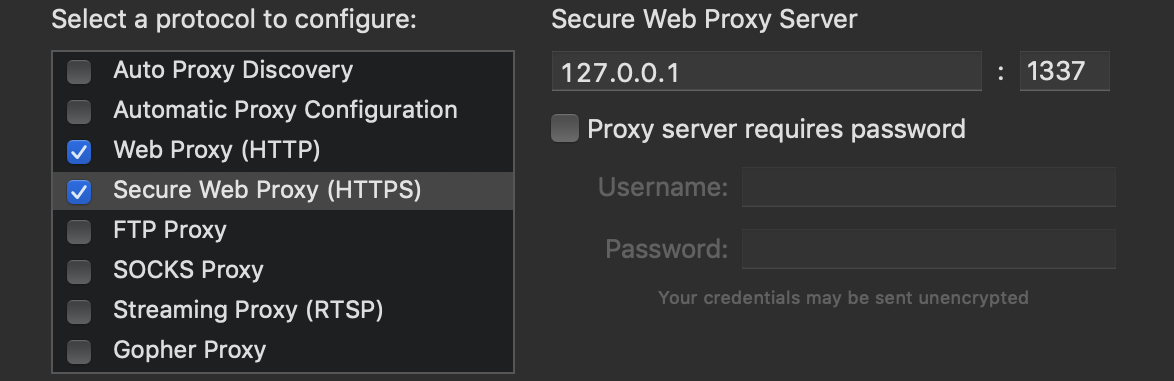 Select a protocol to configure:
Auto Proxy Discovery
Automatic Proxy Configuration
Web Proxy (HTTP)
Secure Web Proxy (HTTPS)
FTP Proxy
SOCKS Proxy
Streaming Proxy (RTSP)
Gopher Proxy
Secure Web Proxy Server
127.0.0.1 : 1337
Proxy server requires password
Username:
Password:
Your credentials may be sent unencrypted